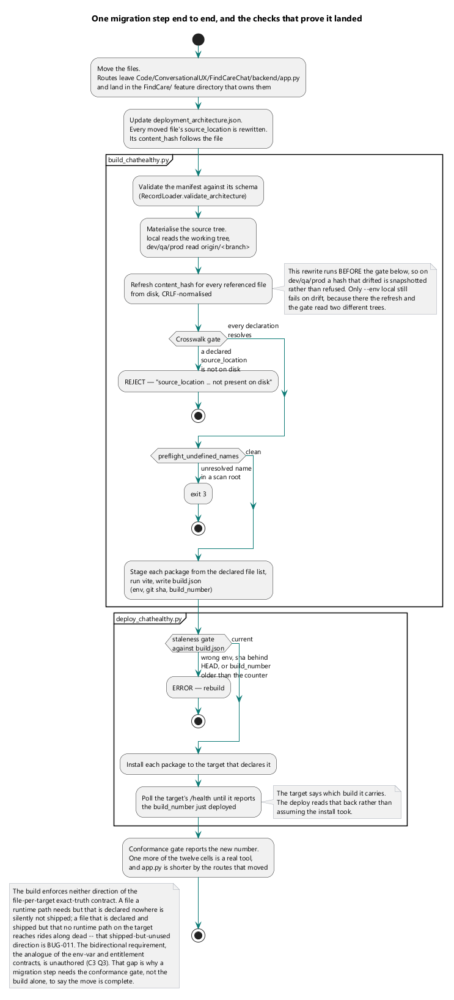 One migration step end to end, and the checks that prove it landed
Move the files.
Routes leave Code/ConversationalUX/FindCareChat/backend/app.py
and land in the FindCare/ feature directory that owns them
Update deployment_architecture.json.
Every moved file's source_location is rewritten.
Its content_hash follows the file
build_chathealthy.py
Validate the manifest against its schema
(RecordLoader.validate_architecture)
Materialise the source tree.
local reads the working tree,
dev/qa/prod read origin/<branch>
Refresh content_hash for every referenced file
from disk, CRLF-normalised
This rewrite runs BEFORE the gate below, so on
dev/qa/prod a hash that drifted is snapshotted
rather than refused. Only --env local still
fails on drift, because there the refresh and
the gate read two different trees.
Crosswalk gate
every declaration
resolves
a declared
source_location
is not on disk
REJECT — "source_location ... not present on disk"
preflight_undefined_names
clean
unresolved name
in a scan root
exit 3
Stage each package from the declared file list,
run vite, write build.json
(env, git sha, build_number)
deploy_chathealthy.py
staleness gate
against build.json
current
wrong env, sha behind
HEAD, or build_number
older than the counter
ERROR — rebuild
Install each package to the target that declares it
Poll the target's /health until it reports
the build_number just deployed
The target says which build it carries.
The deploy reads that back rather than
assuming the install took.
Conformance gate reports the new number.
One more of the twelve cells is a real tool,
and app.py is shorter by the routes that moved
The build enforces neither direction of the
file-per-target exact-truth contract. A file a
runtime path needs but that is declared nowhere is
silently not shipped; a file that is declared and
shipped but that no runtime path on the target
reaches rides along dead -- that shipped-but-unused
direction is BUG-011. The bidirectional requirement,
the analogue of the env-var and entitlement
contracts, is unauthored (C3 Q3). That gap is why a
migration step needs the conformance gate, not the
build alone, to say the move is complete.